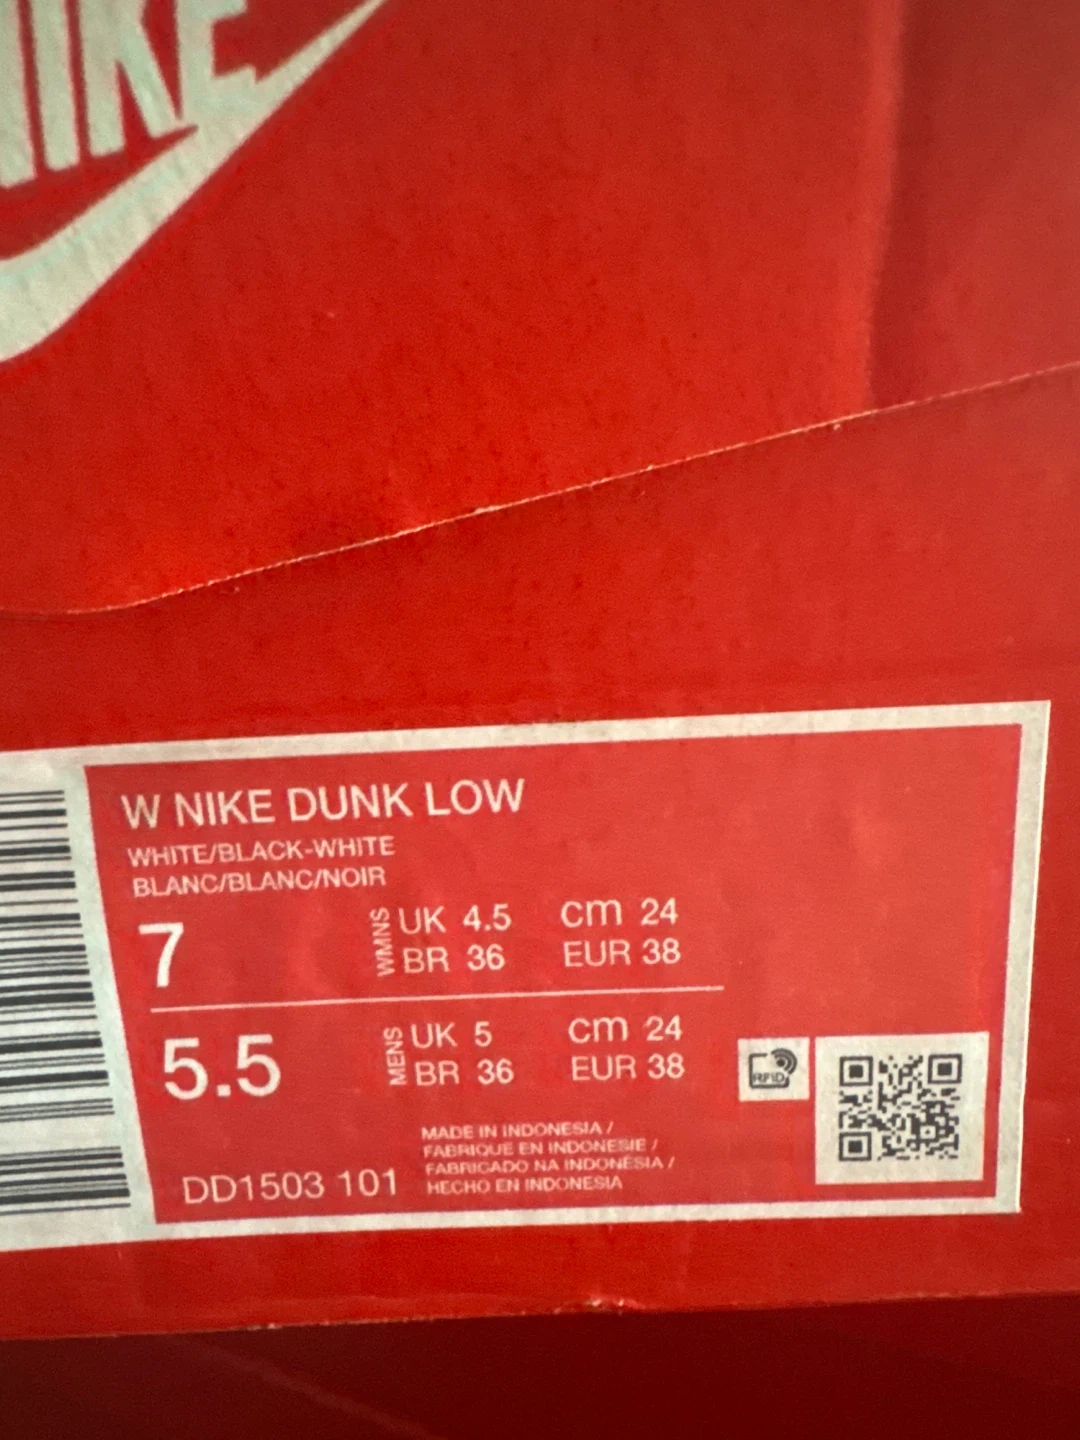 NIKE
W NIKE DUNK LOW
WHITE/BLACK-WHITE
BLANC/BLANC/NOIR
7 WMNS UK 4.5 cm 24
BR 36 EUR 38
5.5 MENS UK 5 cm 24
BR 36 EUR 38
RFID
MADE IN INDONESIA /
FABRIQUE EN INDONESIE /
FABRICADO NA INDONÉSIA /
HECHO EN INDONESIA
DD1503 101